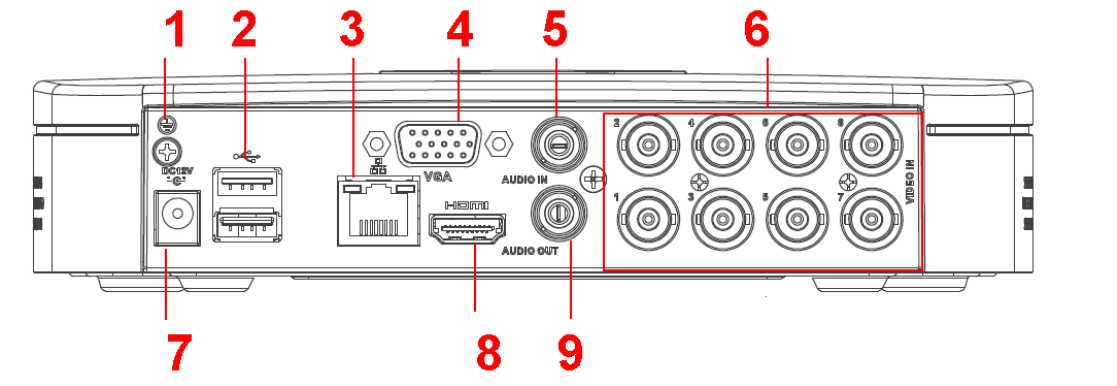 1 2 3 4 5 6
2 4 6 8
DC12V
VGA
AUDIO IN
VIDEO IN
HDMI
1 3 5 7
AUDIO OUT
7 8 9